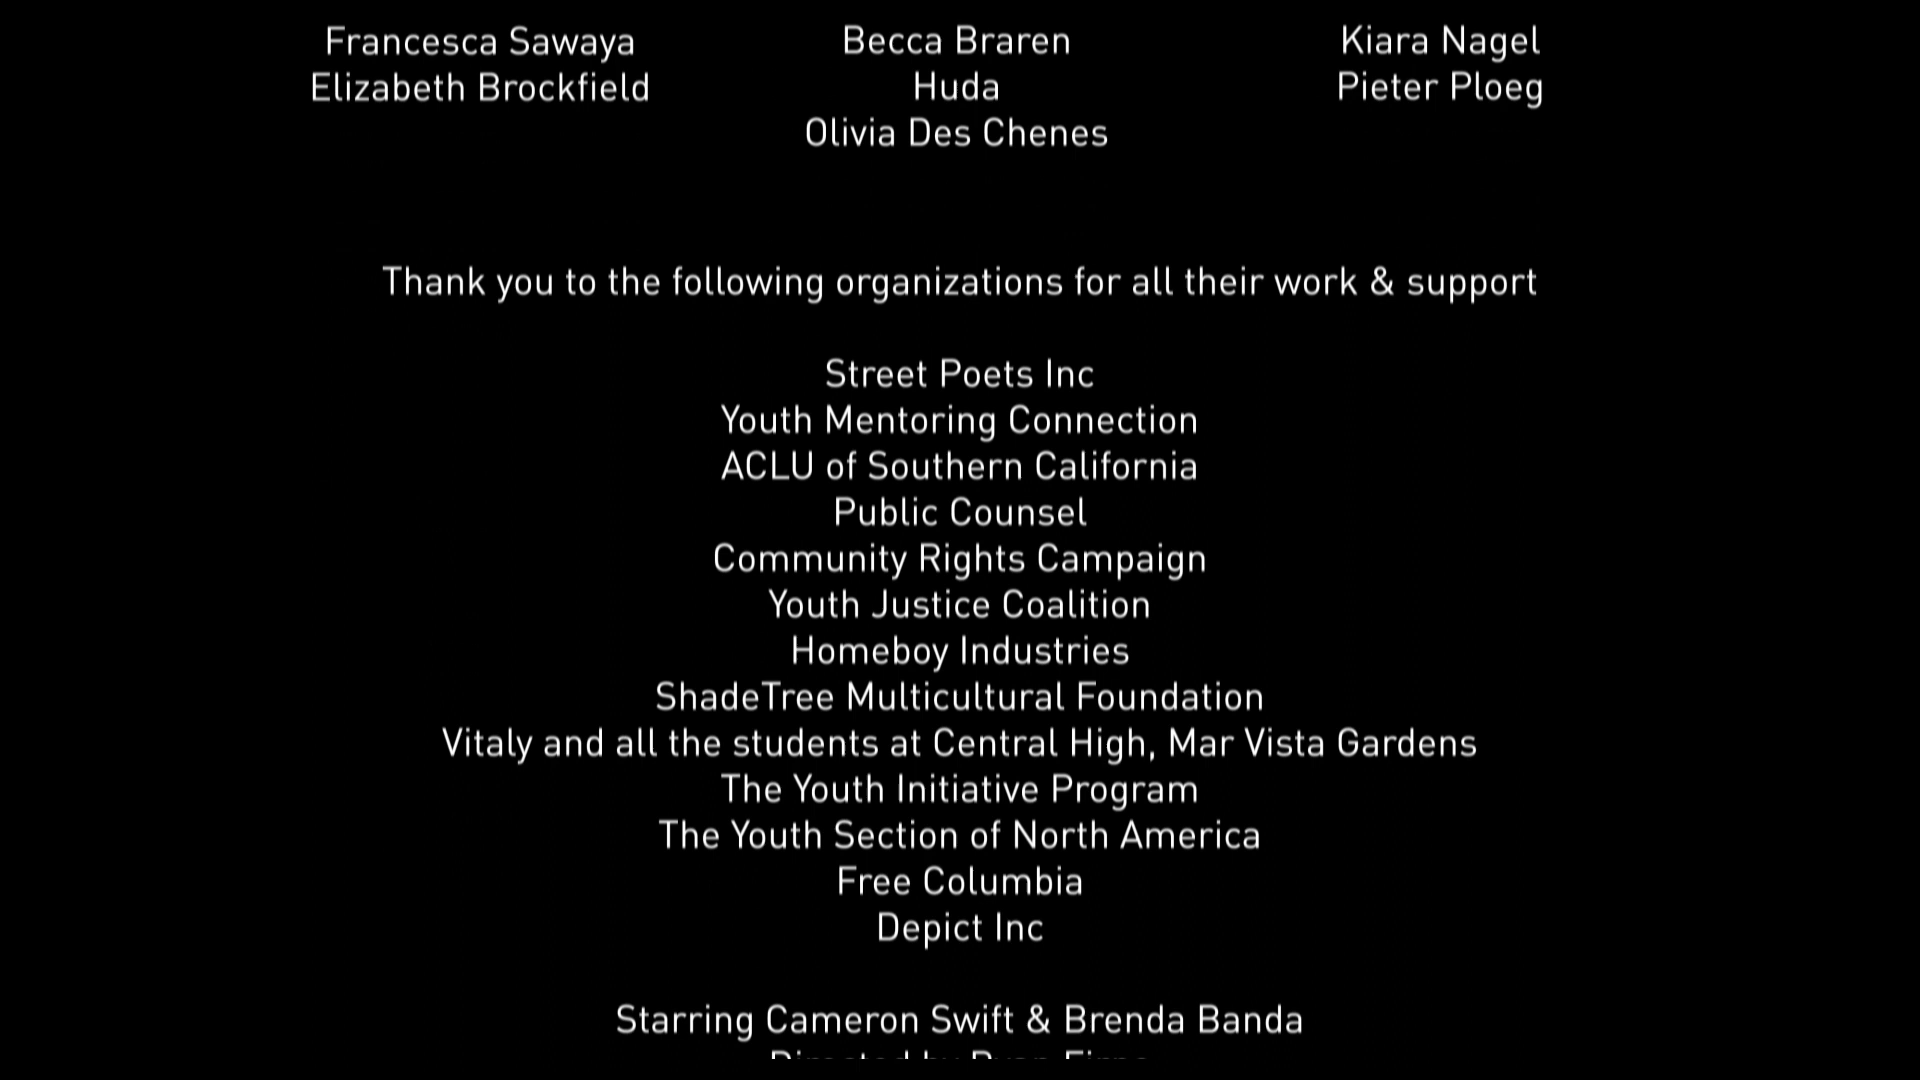 Francesca Sawaya
Elizabeth Brockfield
Becca Braren
Huda
Olivia Des Chenes
Kiara Nagel
Pieter Ploeg
Thank you to the following organizations for all their work & support
Street Poets Inc
Youth Mentoring Connection
ACLU of Southern California
Public Counsel
Community Rights Campaign
Youth Justice Coalition
Homeboy Industries
ShadeTree Multicultural Foundation
Vitaly and all the students at Central High, Mar Vista Gardens
The Youth Initiative Program
The Youth Section of North America
Free Columbia
Depict Inc
Starring Cameron Swift & Brenda Banda
Directed by